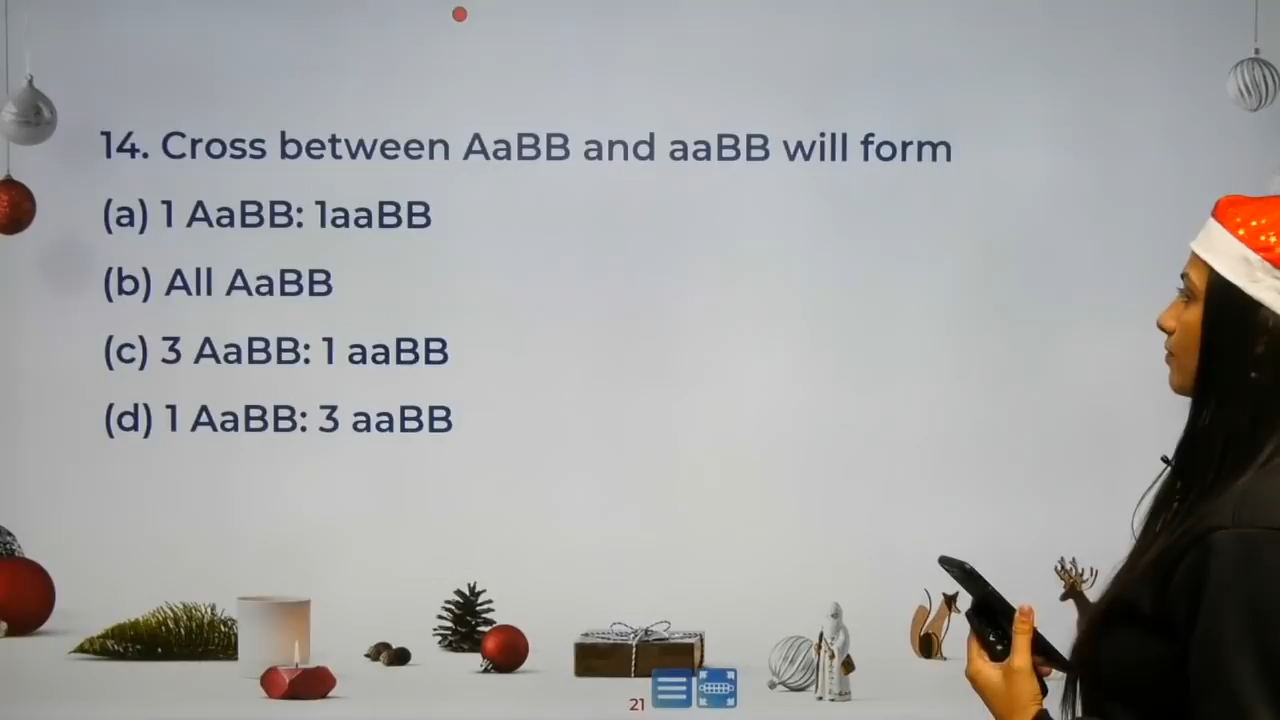 14. Cross between AaBB and aaBB will form
(a) 1 AaBB: 1aaBB
(b) All AaBB
(c) 3 AaBB: 1 aaBB
(d) 1 AaBB: 3 aaBB
21